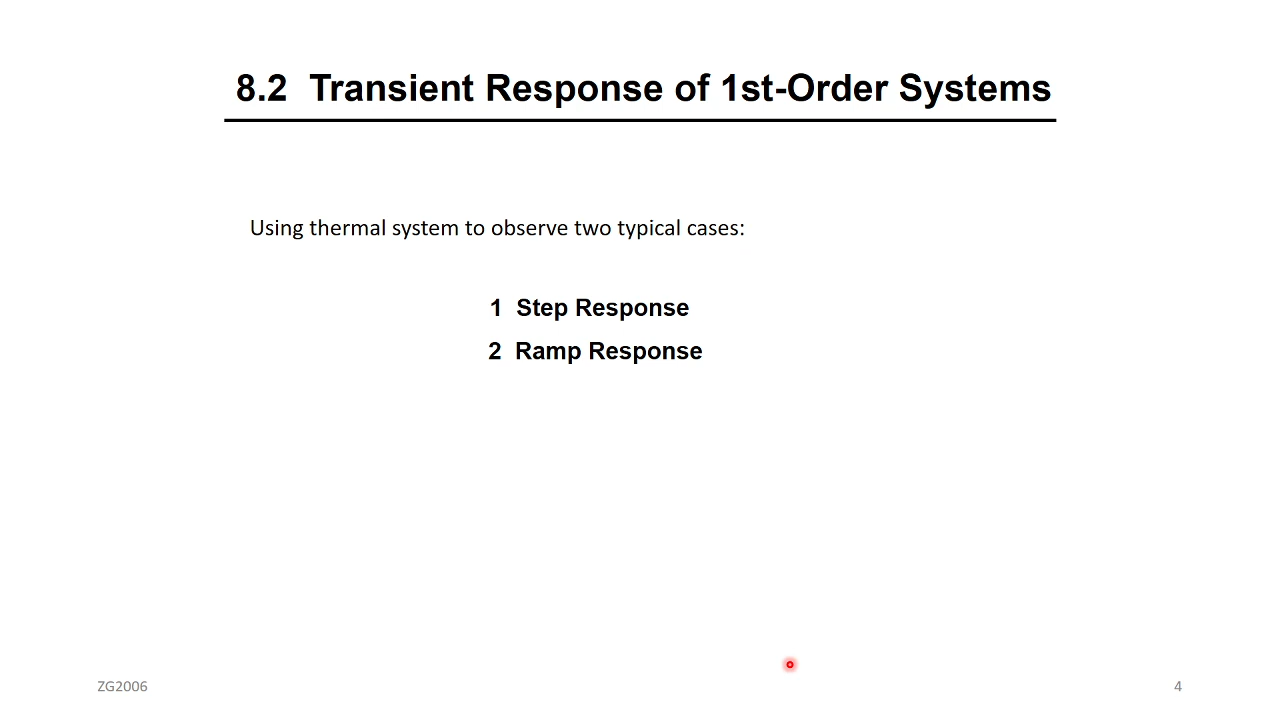 8.2 Transient Response of 1st-Order Systems
Using thermal system to observe two typical cases:
1 Step Response
2 Ramp Response
ZG2006
4